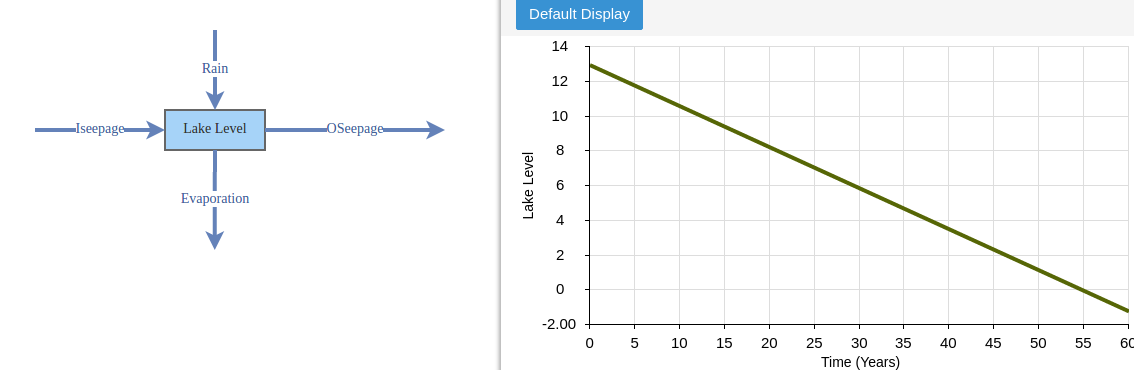 Rain
Iseepage
Lake Level
OSeepage
Evaporation
Default Display
14
12
10
8
6
4
2
0
-2.00
Lake Level
0 5 10 15 20 25 30 35 40 45 50 55 60
Time (Years)